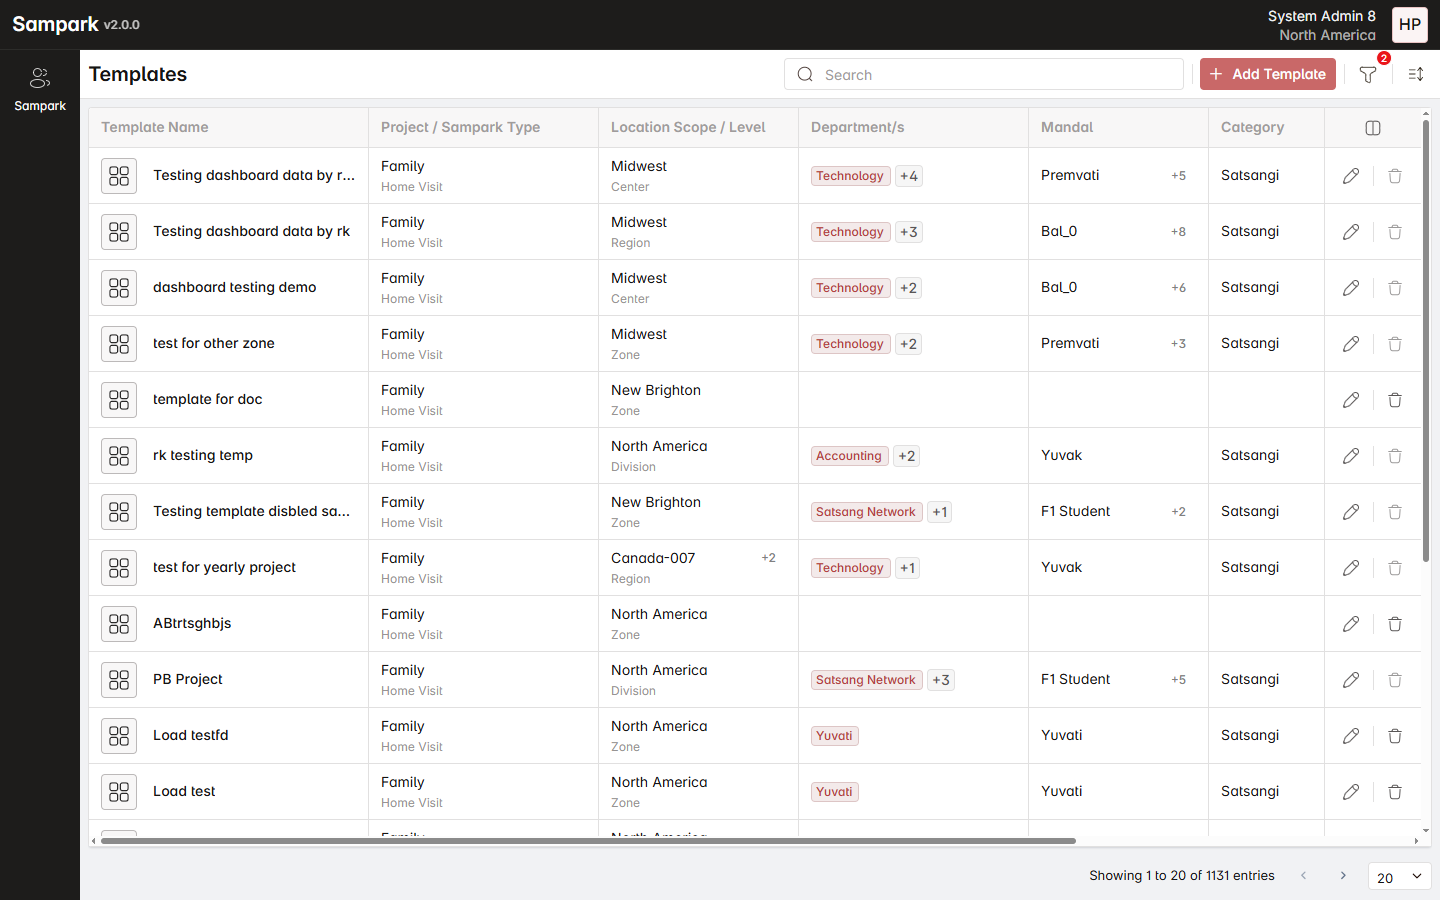 Sampark v2.0.0
System Admin 8
North America
HP
Sampark
Templates
Search
Add Template
2
Template Name Project / Sampark Type Location Scope / Level Department/s Mandal Category
Testing dashboard data by r... Family Home Visit Midwest Center Technology +4 Premvati +5 Satsangi
Testing dashboard data by rk Family Home Visit Midwest Region Technology +3 Bal_0 +8 Satsangi
dashboard testing demo Family Home Visit Midwest Center Technology +2 Bal_0 +6 Satsangi
test for other zone Family Home Visit Midwest Zone Technology +2 Premvati +3 Satsangi
template for doc Family Home Visit New Brighton Zone
rk testing temp Family Home Visit North America Division Accounting +2 Yuvak Satsangi
Testing template disbled sa... Family Home Visit New Brighton Zone Satsang Network +1 F1 Student +2 Satsangi
test for yearly project Family Home Visit Canada-007 +2 Region Technology +1 Yuvak Satsangi
ABtrtsghbjs Family Home Visit North America Zone
PB Project Family Home Visit North America Division Satsang Network +3 F1 Student +5 Satsangi
Load testfd Family Home Visit North America Zone Yuvati Yuvati Satsangi
Load test Family Home Visit North America Zone Yuvati Yuvati Satsangi
Family North America
Showing 1 to 20 of 1131 entries
20